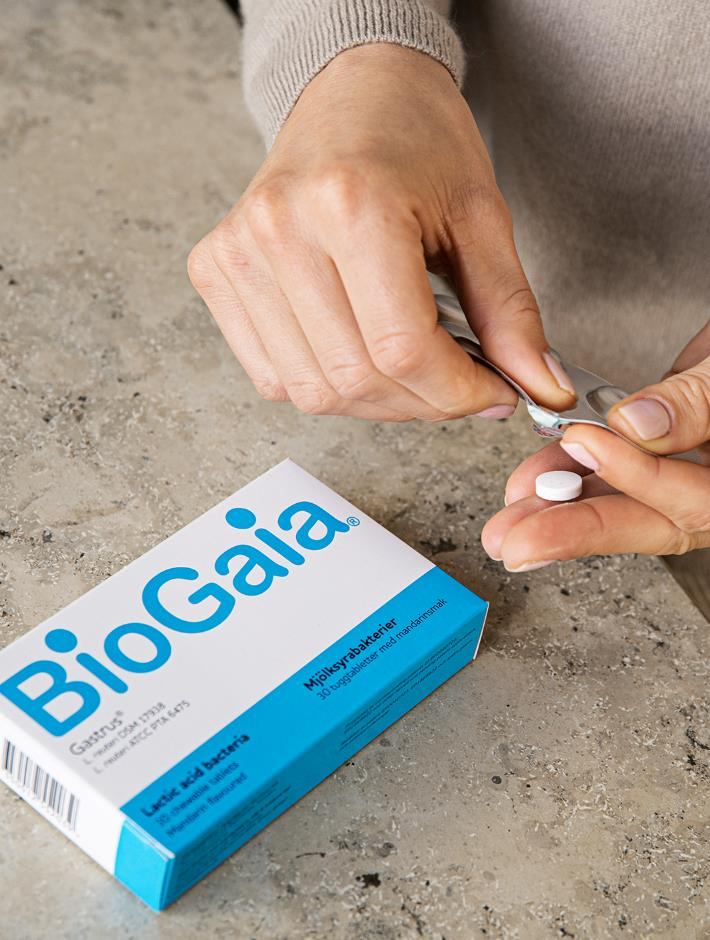 BioGaia®
Gastrus®
L. reuteri DSM 17938
L. reuteri ATCC PTA 6475
Mjölksyrabakterier
30 tuggtabletter med mandarinsmak
Lactic acid bacteria
30 chewable tablets
Mandarin flavoured